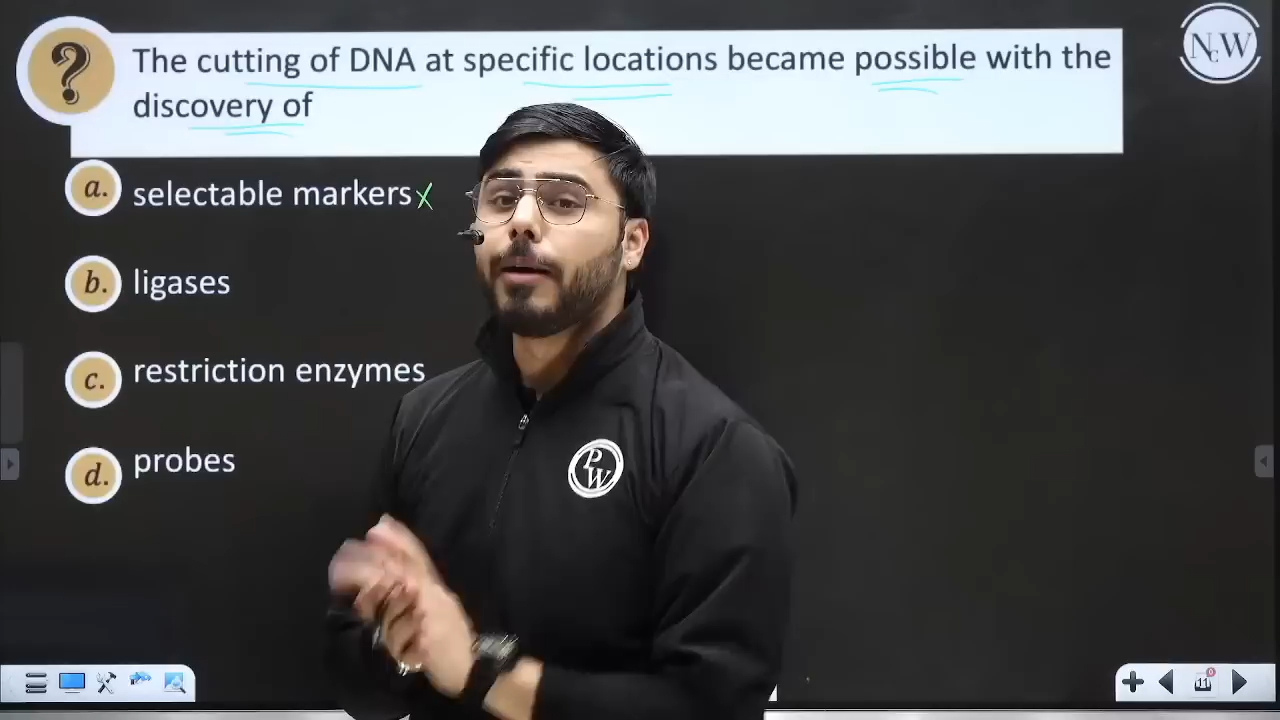 ?
The cutting of DNA at specific locations became possible with the
discovery of
a. selectable markers x
b. ligases
c. restriction enzymes
d. probes
NcW
PW
11